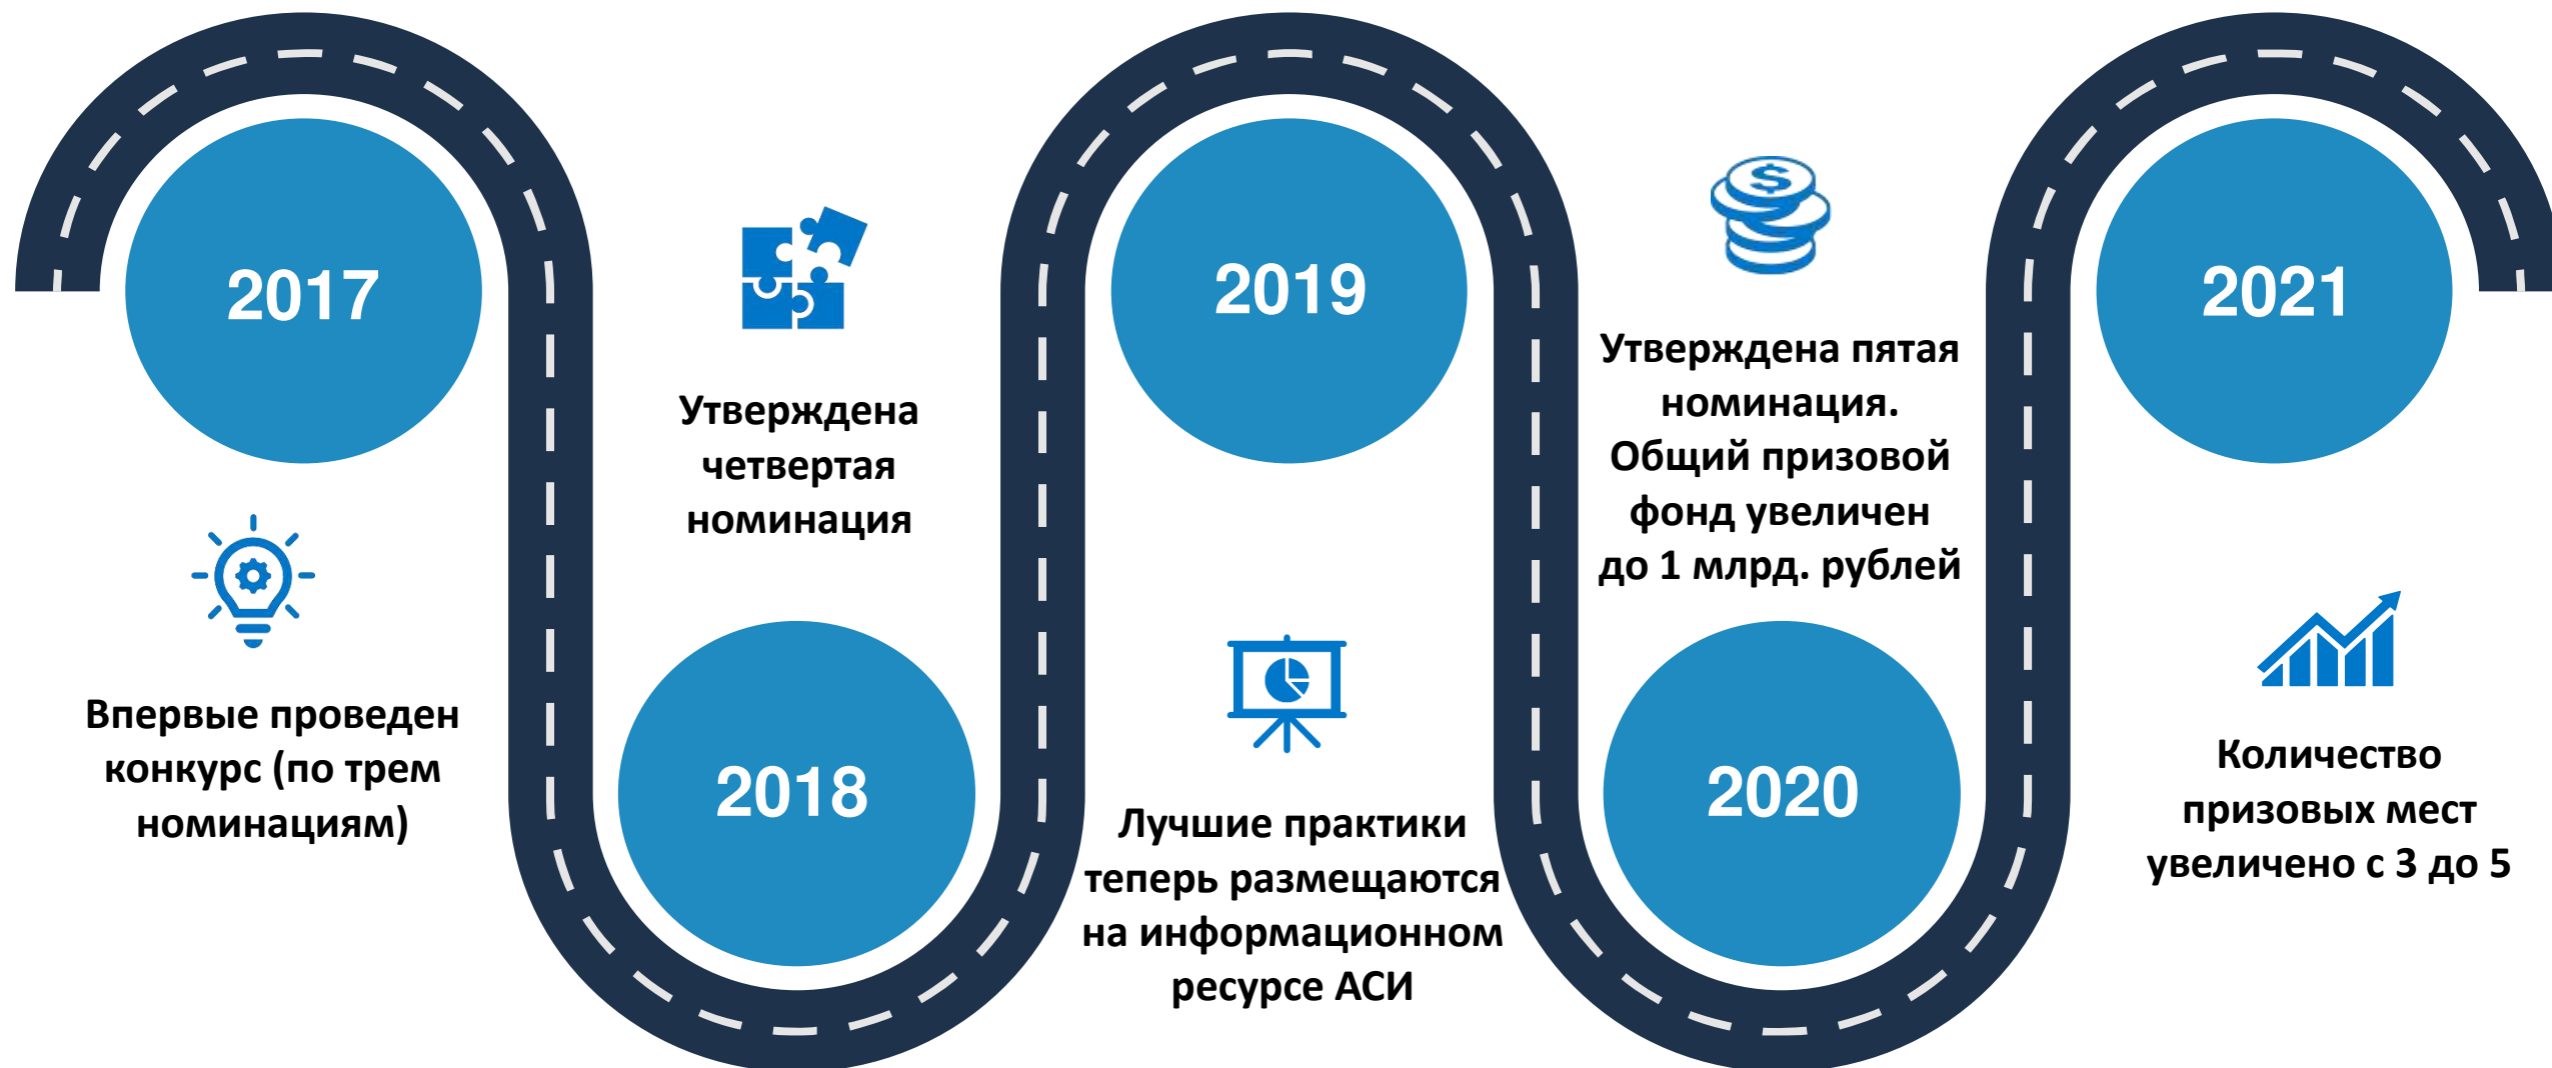 2017
Впервые проведен
конкурс (по трем
номинациям)
Утверждена
четвертая
номинация
2018
2019
Лучшие практики
теперь размещаются
на информационном
ресурсе АСИ
$
Утверждена пятая
номинация.
Общий призовой
фонд увеличен
до 1 млрд. рублей
2020
2021
Количество
призовых мест
увеличено с 3 до 5